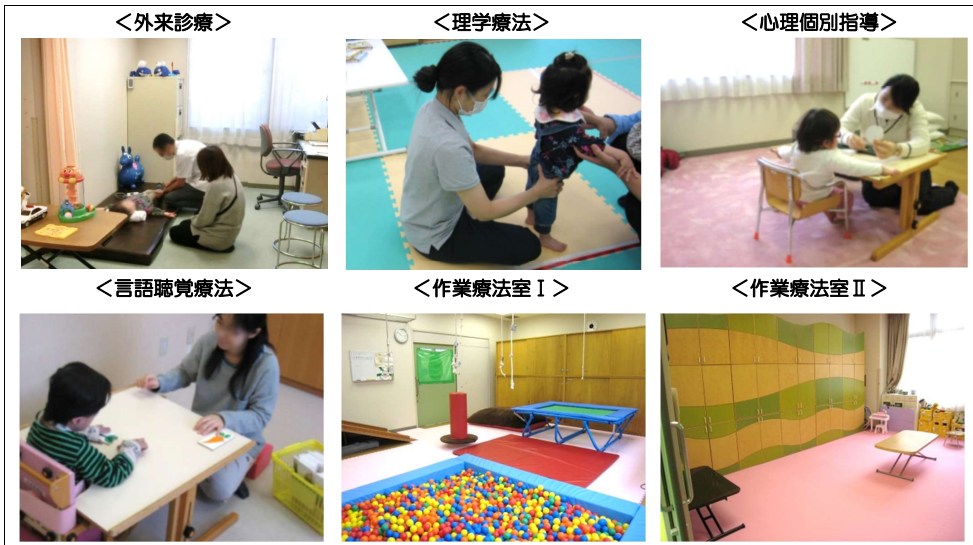 ＜外来診療＞
＜理学療法＞
＜心理個別指導＞
＜言語聴覚療法＞
＜作業療法室Ⅰ＞
＜作業療法室Ⅱ＞